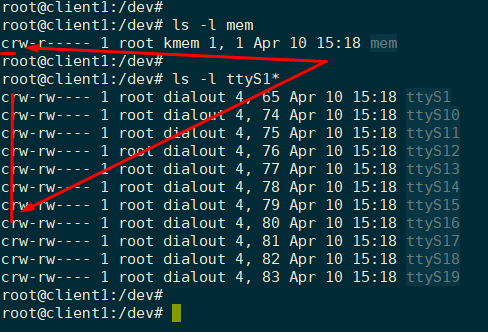 root@client1:/dev#
root@client1:/dev# ls -l mem
crw-r----- 1 root kmem 1, 1 Apr 10 15:18 mem
root@client1:/dev#
root@client1:/dev# ls -l ttyS1*
crw-rw---- 1 root dialout 4, 65 Apr 10 15:18 ttyS1
crw-rw---- 1 root dialout 4, 74 Apr 10 15:18 ttyS10
crw-rw---- 1 root dialout 4, 75 Apr 10 15:18 ttyS11
crw-rw---- 1 root dialout 4, 76 Apr 10 15:18 ttyS12
crw-rw---- 1 root dialout 4, 77 Apr 10 15:18 ttyS13
crw-rw---- 1 root dialout 4, 78 Apr 10 15:18 ttyS14
crw-rw---- 1 root dialout 4, 79 Apr 10 15:18 ttyS15
crw-rw---- 1 root dialout 4, 80 Apr 10 15:18 ttyS16
crw-rw---- 1 root dialout 4, 81 Apr 10 15:18 ttyS17
crw-rw---- 1 root dialout 4, 82 Apr 10 15:18 ttyS18
crw-rw---- 1 root dialout 4, 83 Apr 10 15:18 ttyS19
root@client1:/dev#
root@client1:/dev#